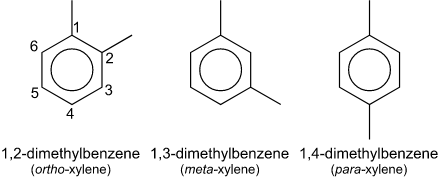 1
2
3
4
5
6
1,2-dimethylbenzene
(ortho-xylene)
1,3-dimethylbenzene
(meta-xylene)
1,4-dimethylbenzene
(para-xylene)